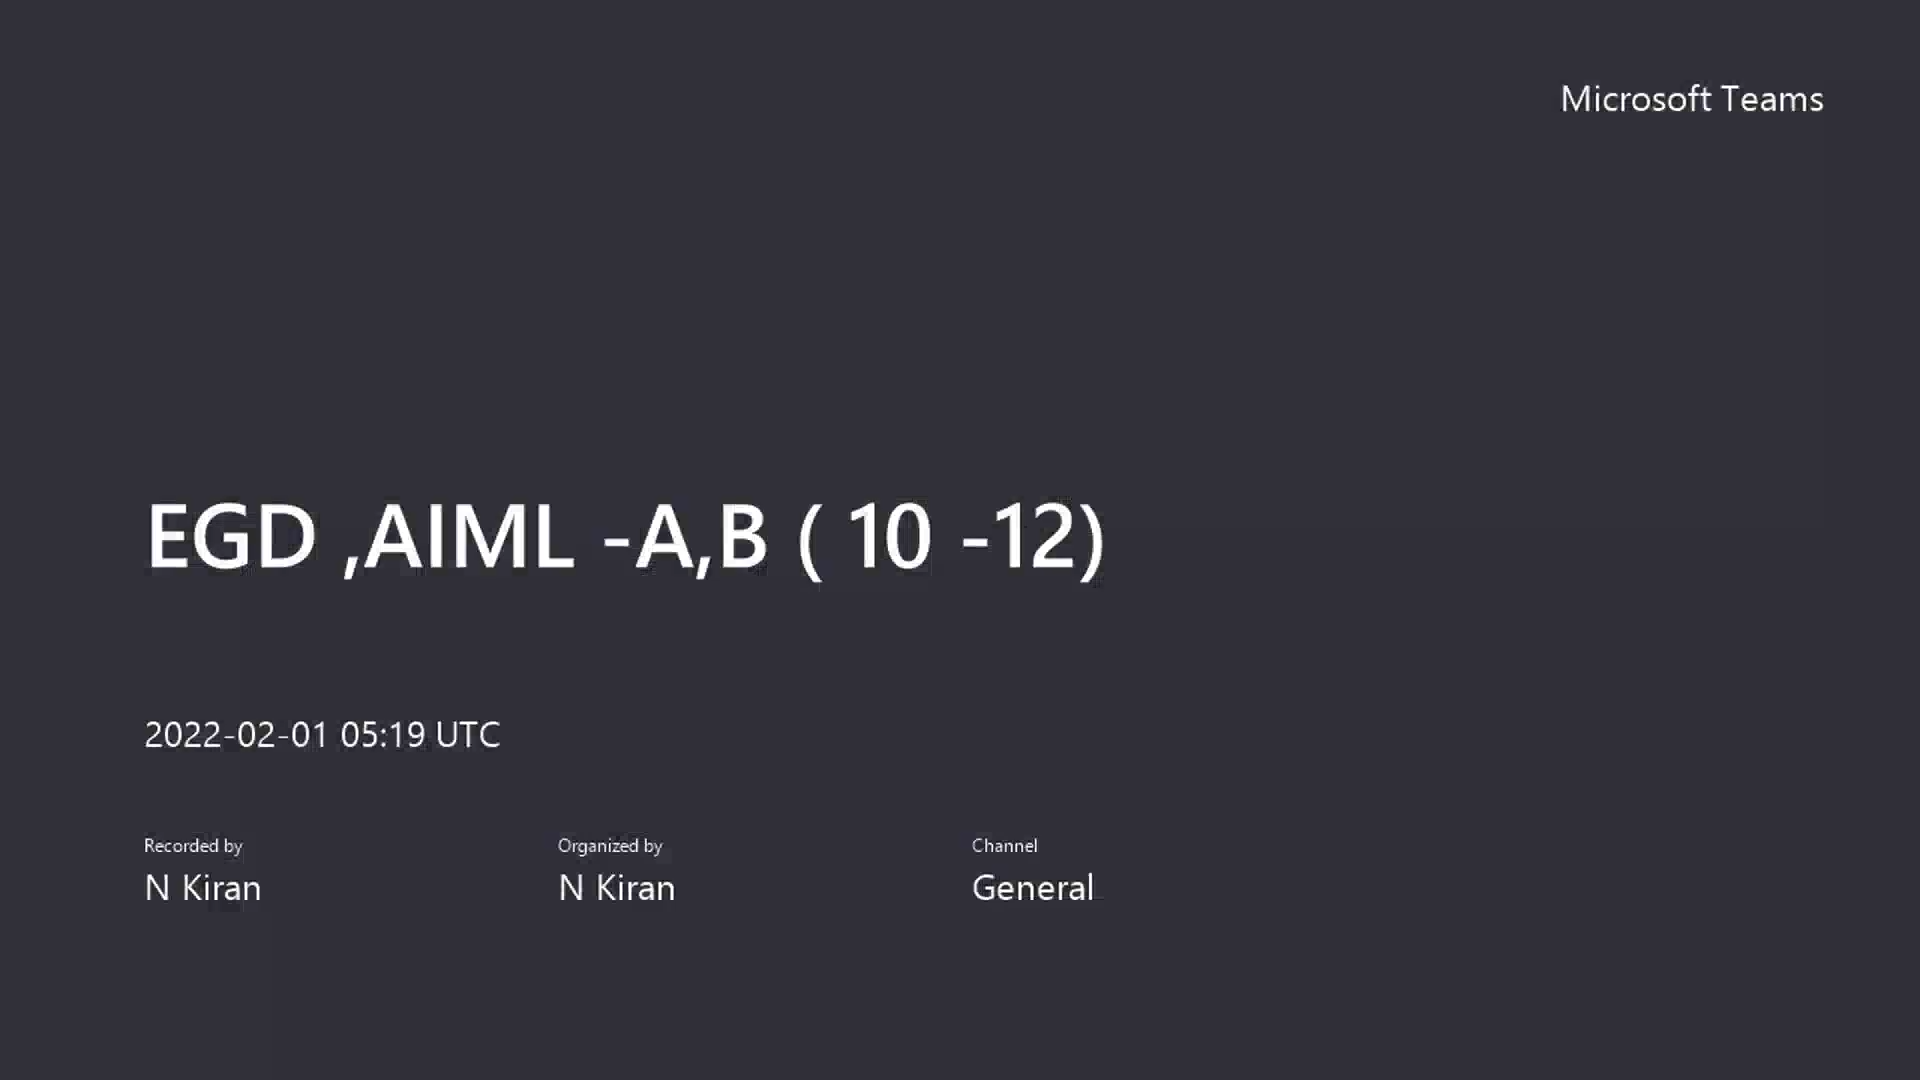 Microsoft Teams
EGD ,AIML -A,B ( 10 -12)
2022-02-01 05:19 UTC
Recorded by
N Kiran
Organized by
N Kiran
Channel
General